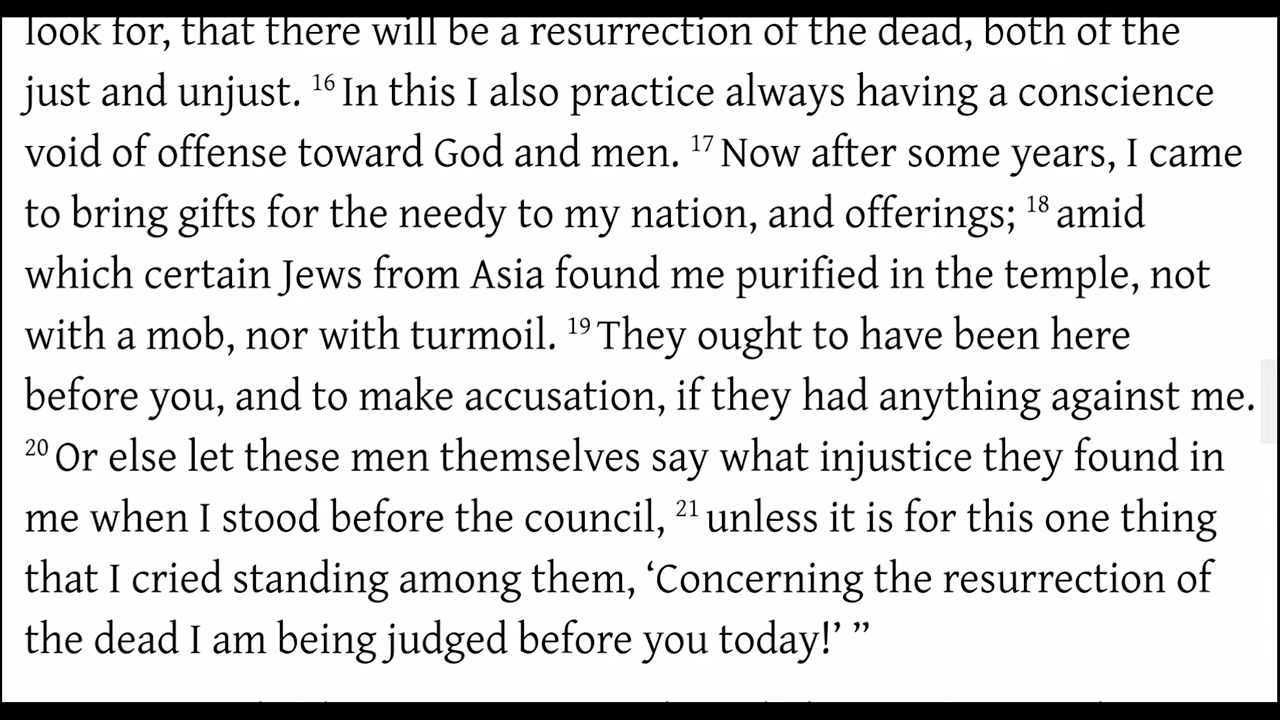 look for, that there will be a resurrection of the dead, both of the
just and unjust. 16 In this I also practice always having a conscience
void of offense toward God and men. 17 Now after some years, I came
to bring gifts for the needy to my nation, and offerings; 18 amid
which certain Jews from Asia found me purified in the temple, not
with a mob, nor with turmoil. 19 They ought to have been here
before you, and to make accusation, if they had anything against me.
20 Or else let these men themselves say what injustice they found in
me when I stood before the council, 21 unless it is for this one thing
that I cried standing among them, ‘Concerning the resurrection of
the dead I am being judged before you today!’ ”